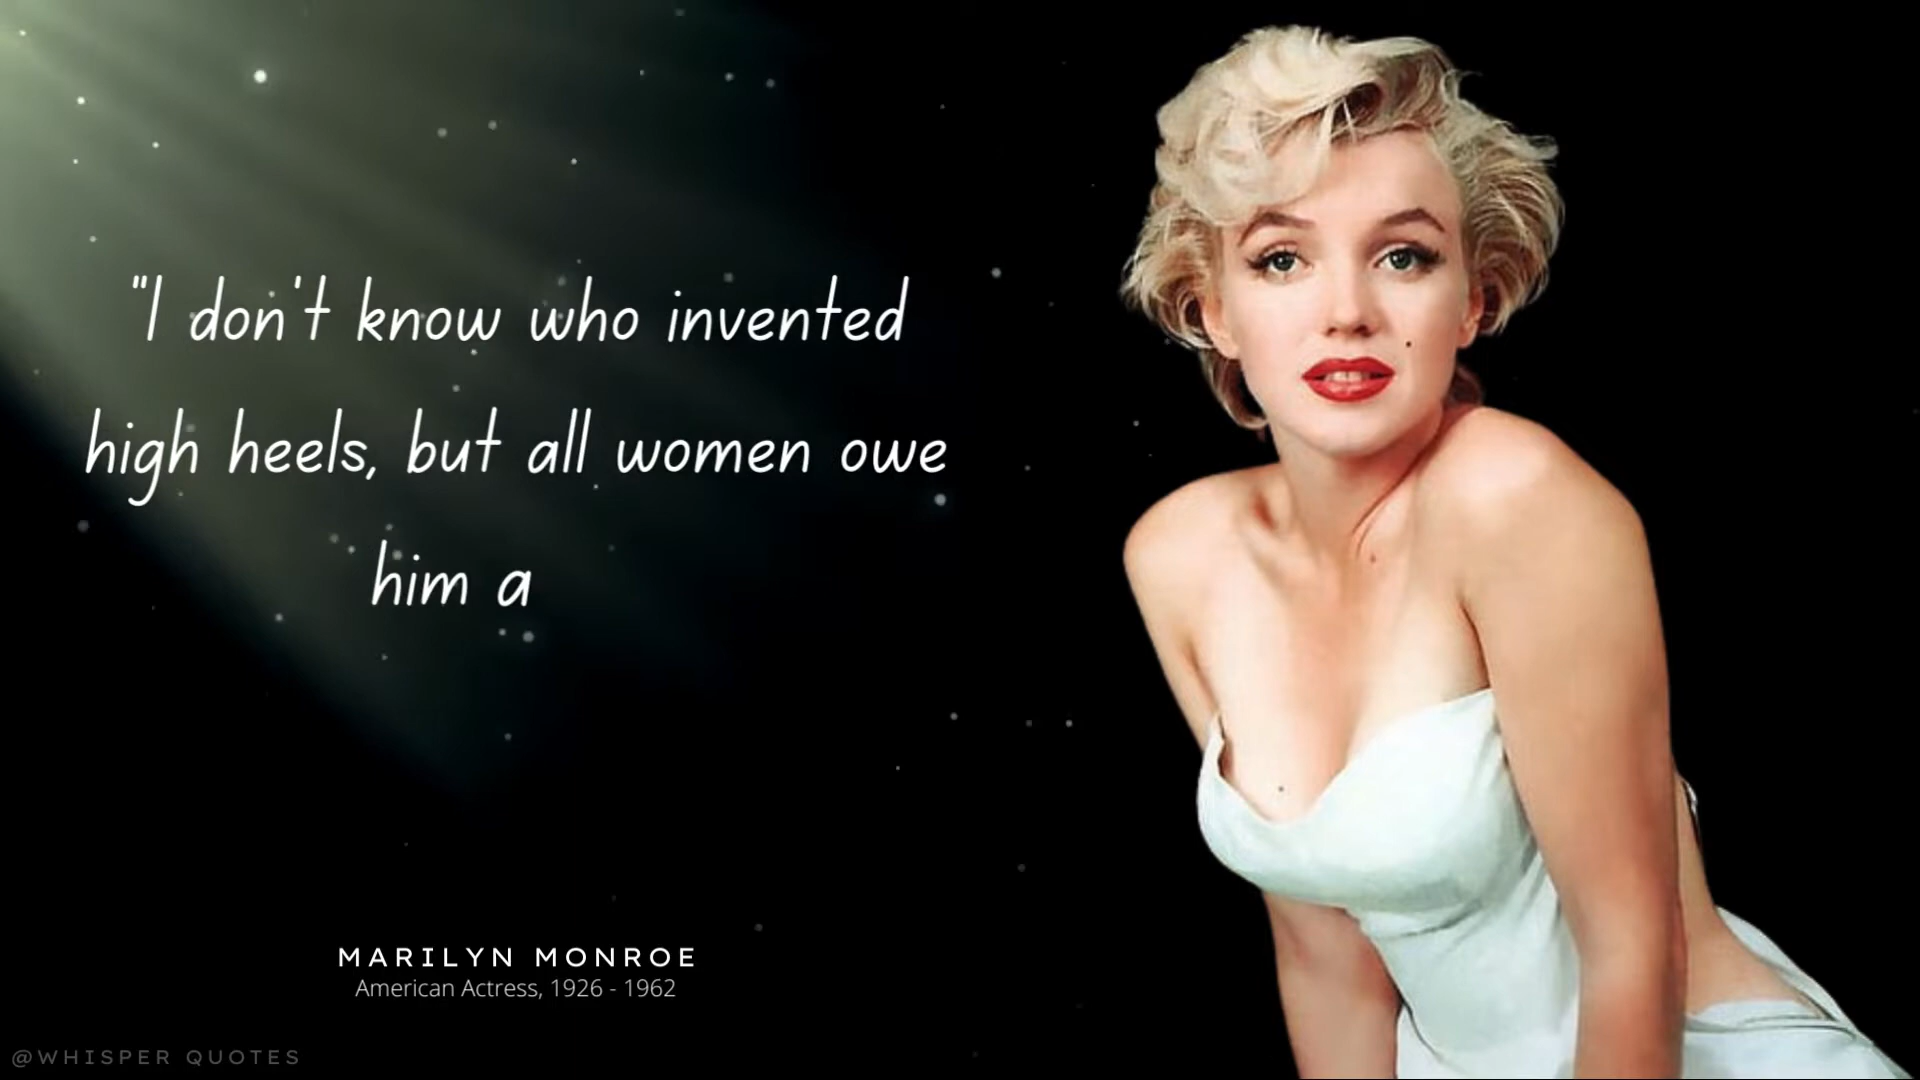 "I don't know who invented
high heels, but all women owe
him a
MARILYN MONROE
American Actress, 1926 - 1962
@WHISPER QUOTES